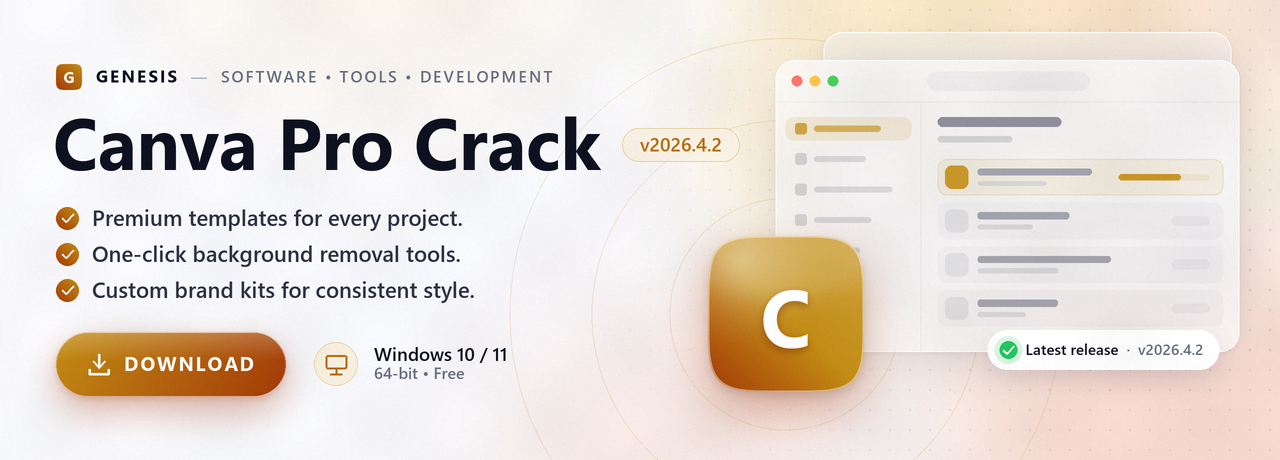 G GENESIS — SOFTWARE • TOOLS • DEVELOPMENT
Canva Pro Crack v2026.4.2
Premium templates for every project.
One-click background removal tools.
Custom brand kits for consistent style.
DOWNLOAD
Windows 10 / 11
64-bit • Free
C
Latest release · v2026.4.2